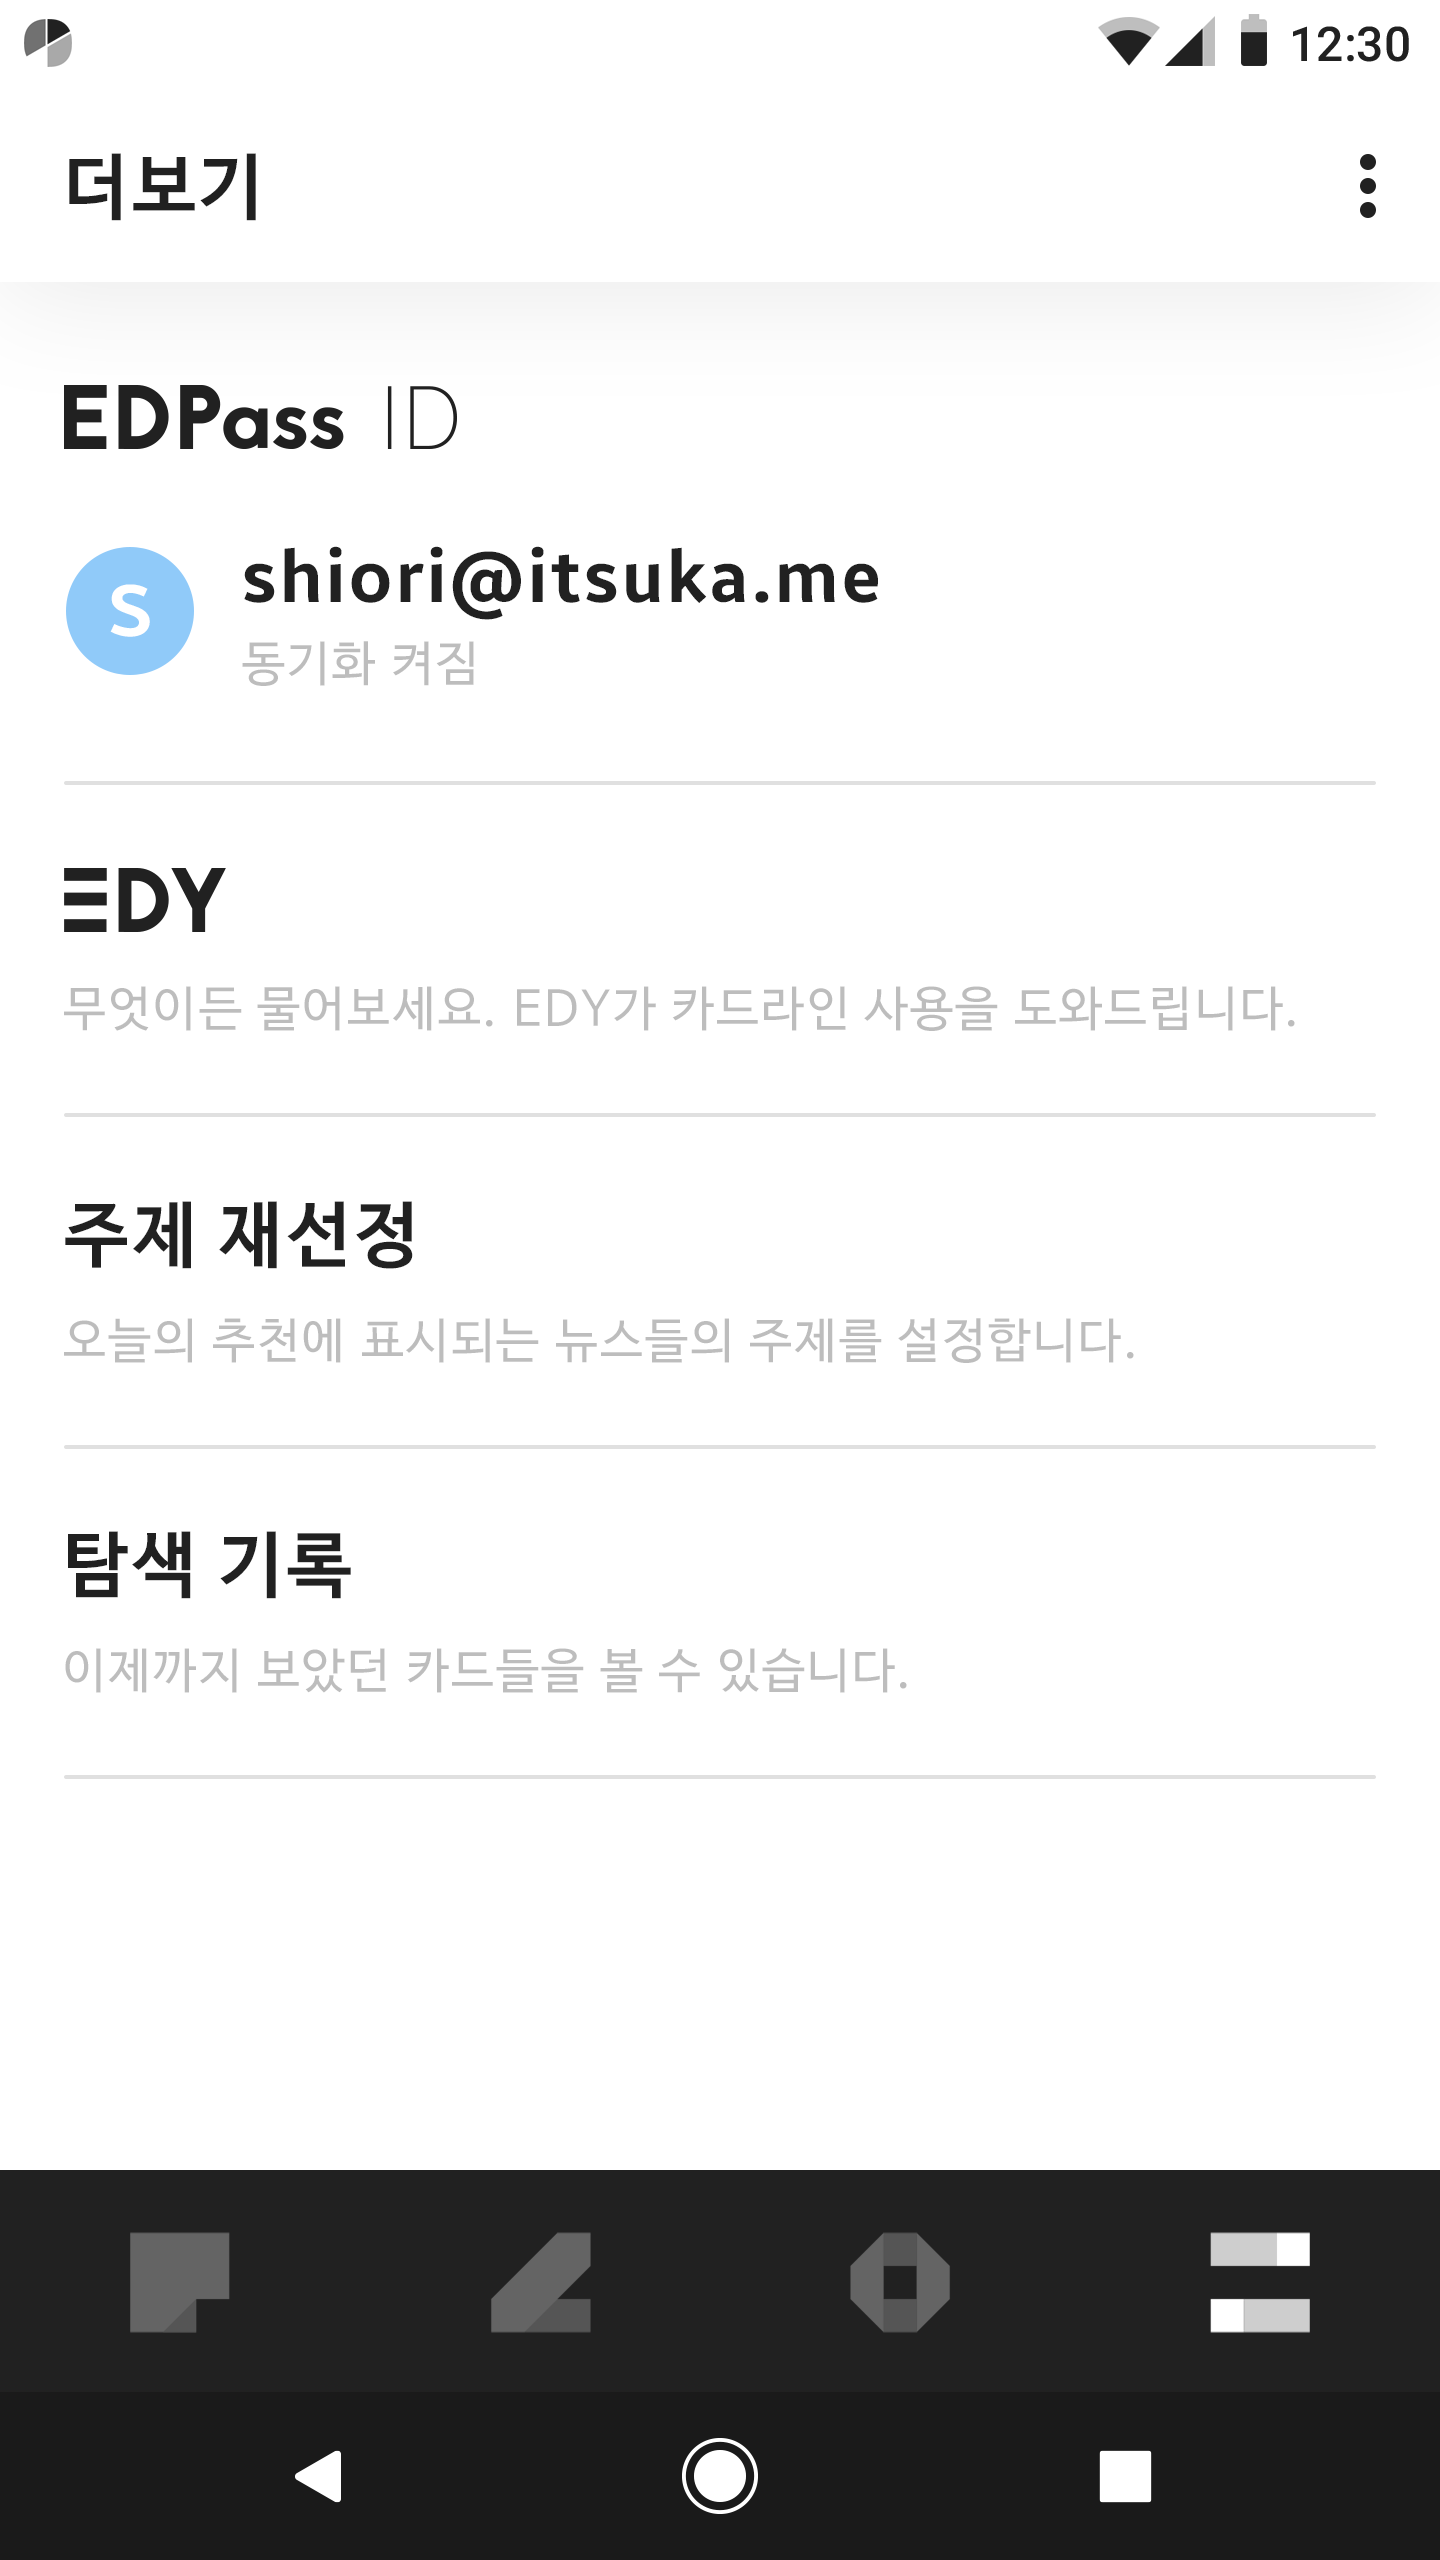 12:30
더보기
EDPass ID
S
shiori@itsuka.me
동기화 켜짐
EDY
무엇이든 물어보세요. EDY가 카드라인 사용을 도와드립니다.
주제 재선정
오늘의 추천에 표시되는 뉴스들의 주제를 설정합니다.
탐색 기록
이제까지 보았던 카드들을 볼 수 있습니다.